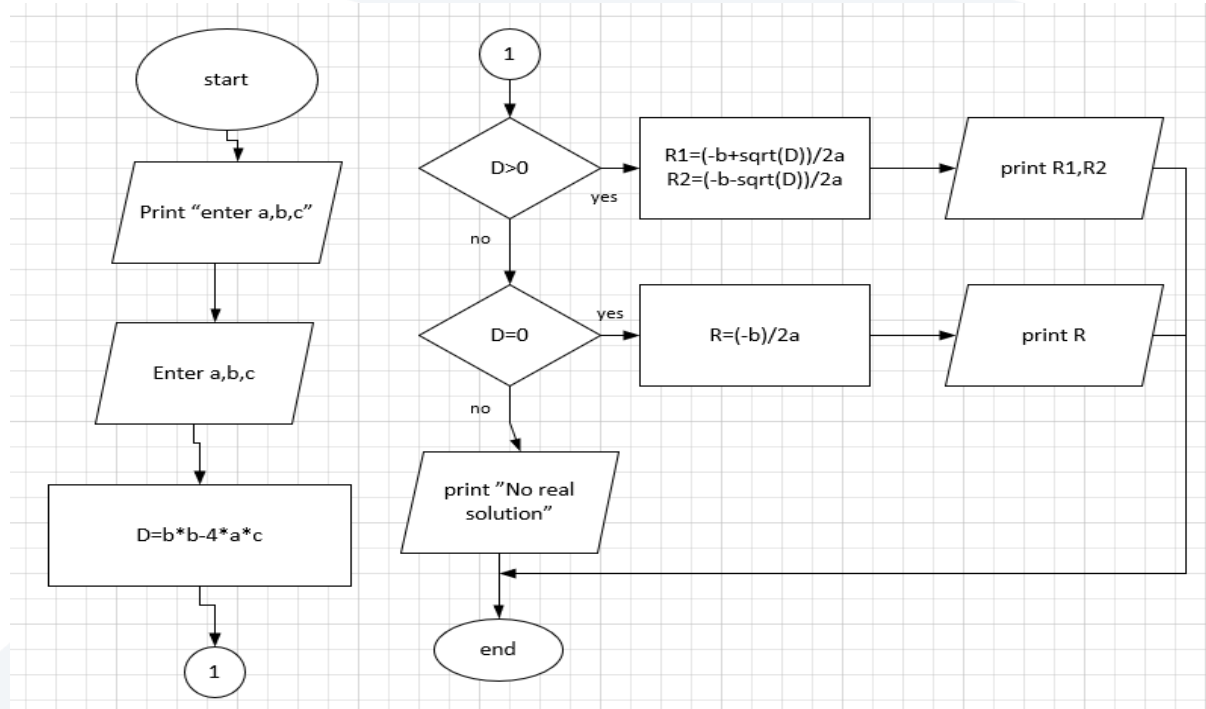 start
Print “enter a,b,c”
Enter a,b,c
D=b*b-4*a*c
1
1
D>0
yes
R1=(-b+sqrt(D))/2a
R2=(-b-sqrt(D))/2a
print R1,R2
no
D=0
yes
R=(-b)/2a
print R
no
print ”No real
solution”
end